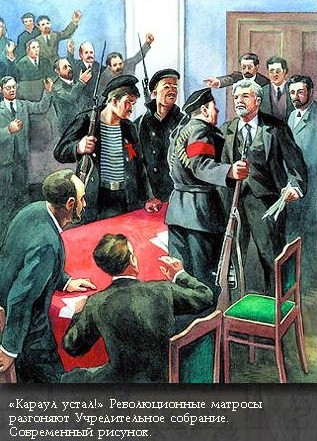 «Караул устал!» Революционные матросы
разгоняют Учредительное собрание.
Современный рисунок.